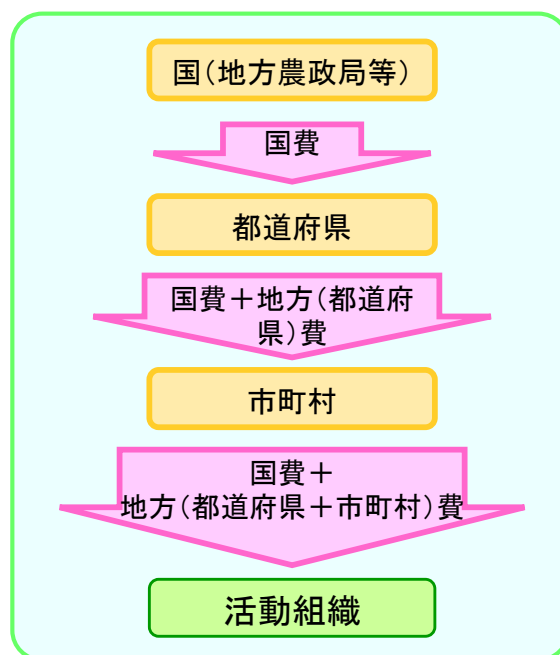 国(地方農政局等)
国費
都道府県
国費＋地方(都道府
県)費
市町村
国費＋
地方(都道府県＋市町村)費
活動組織